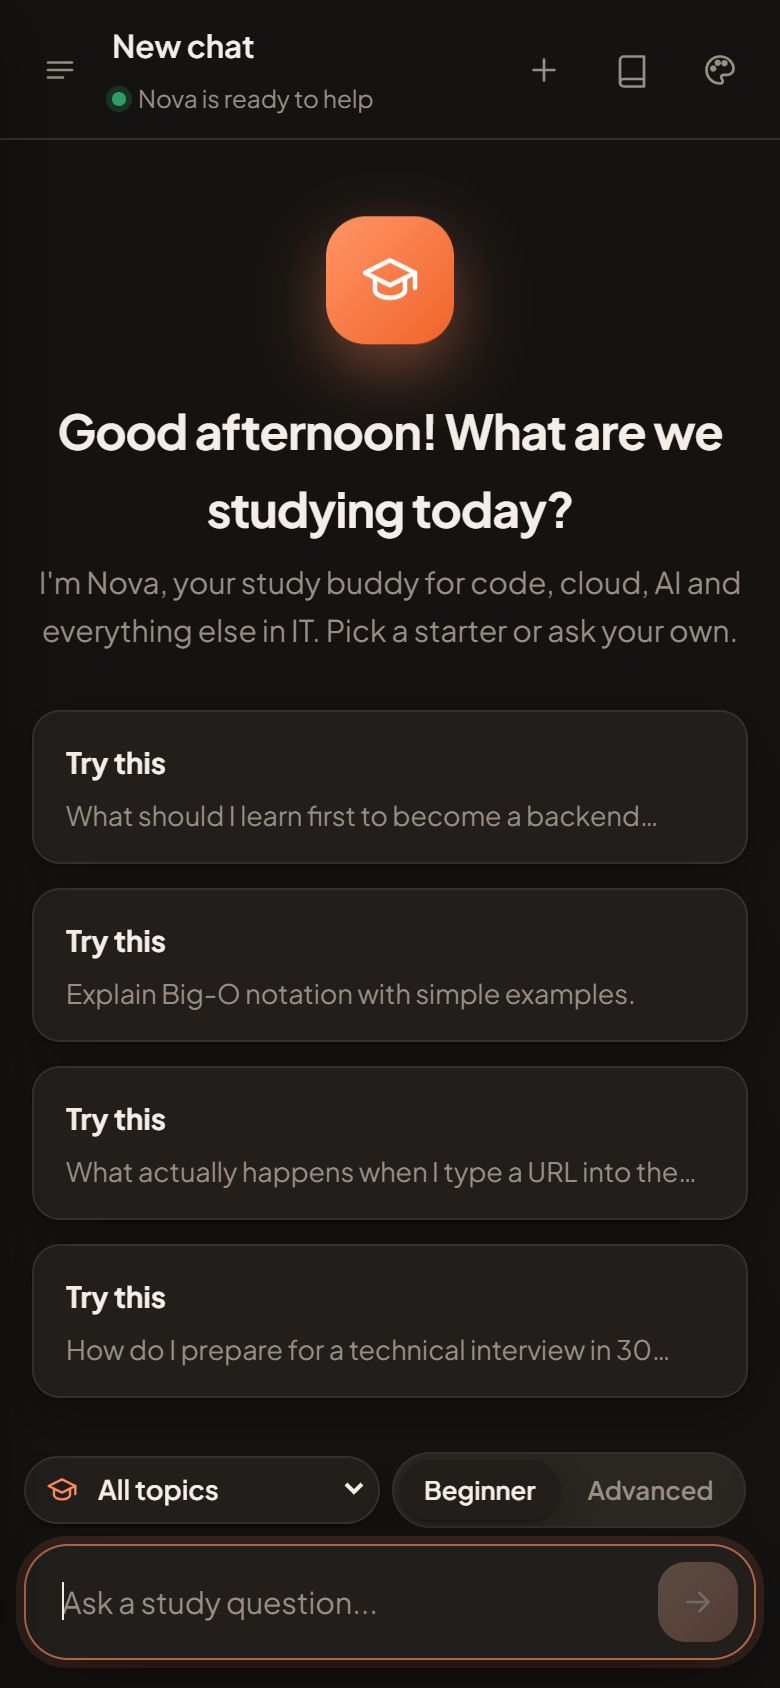 New chat
Nova is ready to help
Good afternoon! What are we
studying today?
I'm Nova, your study buddy for code, cloud, AI and
everything else in IT. Pick a starter or ask your own.
Try this
What should I learn first to become a backend...
Try this
Explain Big-O notation with simple examples.
Try this
What actually happens when I type a URL into the...
Try this
How do I prepare for a technical interview in 30...
All topics
Beginner
Advanced
Ask a study question...